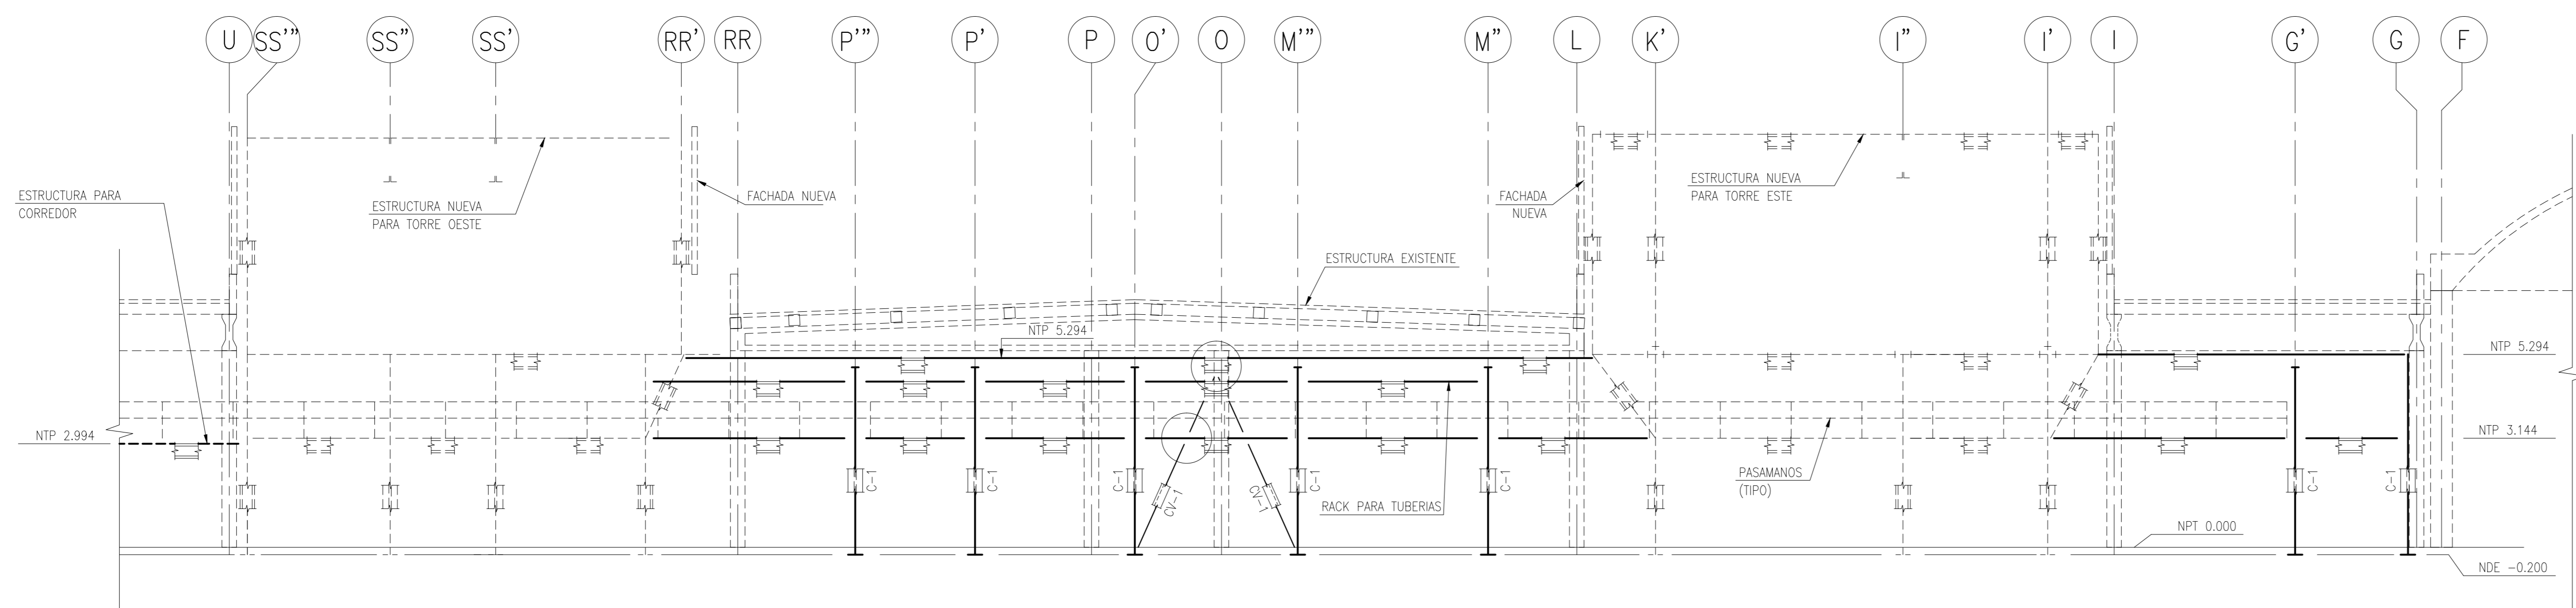 U
SS'''
SS''
SS'
RR'
RR
P'''
P'
P
O'
O
M'''
M''
L
K'
I''
I'
I
G'
G
F
ESTRUCTURA PARA
CORREDOR
ESTRUCTURA NUEVA
PARA TORRE OESTE
FACHADA NUEVA
FACHADA
NUEVA
ESTRUCTURA NUEVA
PARA TORRE ESTE
ESTRUCTURA EXISTENTE
NTP 5.294
NTP 5.294
NTP 2.994
NTP 3.144
C-1
C-1
C-1
CV-1
CV-1
C-1
C-1
C-1
C-1
PASAMANOS
(TIPO)
RACK PARA TUBERIAS
NPT 0.000
NDE -0.200